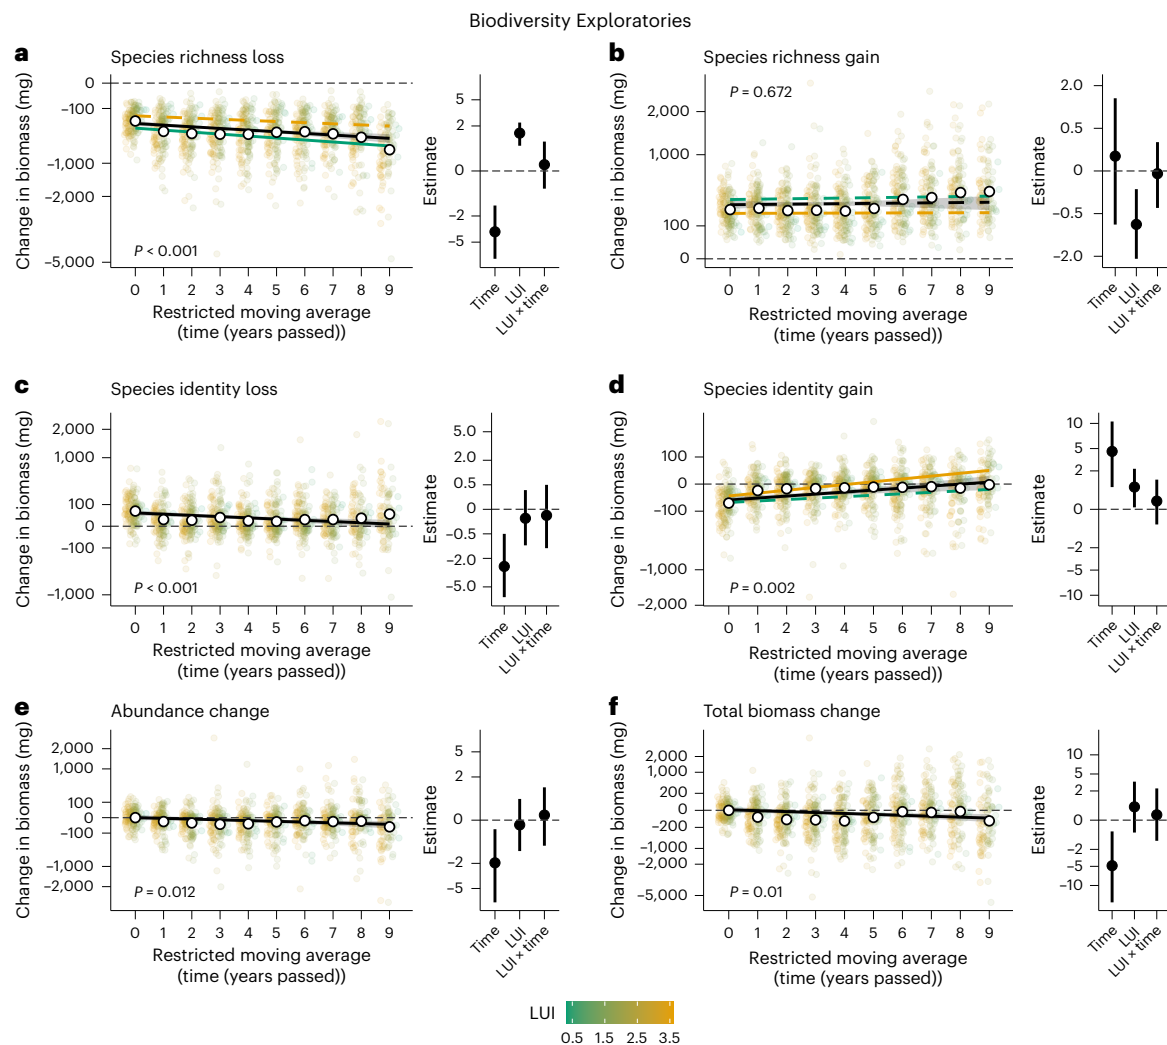 Biodiversity Exploratories
a
Species richness loss
Change in biomass (mg)
0
−100
−1,000
−2,000
−5,000
P < 0.001
0 1 2 3 4 5 6 7 8 9
Restricted moving average
(time (years passed))
Estimate
5
2
0
−2
−5
Time
LUI
LUI × time
b
Species richness gain
Change in biomass (mg)
2,000
1,000
100
0
P = 0.672
0 1 2 3 4 5 6 7 8 9
Restricted moving average
(time (years passed))
Estimate
2.0
0.5
0
−0.5
−2.0
Time
LUI
LUI × time
c
Species identity loss
Change in biomass (mg)
2,000
1,000
100
0
−100
−1,000
P < 0.001
0 1 2 3 4 5 6 7 8 9
Restricted moving average
(time (years passed))
Estimate
5.0
2.0
0.5
0
−0.5
−2.0
−5.0
Time
LUI
LUI × time
d
Species identity gain
Change in biomass (mg)
100
0
−100
−1,000
−2,000
P = 0.002
0 1 2 3 4 5 6 7 8 9
Restricted moving average
(time (years passed))
Estimate
10
5
2
0
−2
−5
−10
Time
LUI
LUI × time
e
Abundance change
Change in biomass (mg)
2,000
1,000
100
0
−100
−1,000
−2,000
P = 0.012
0 1 2 3 4 5 6 7 8 9
Restricted moving average
(time (years passed))
Estimate
5
2
0
−2
−5
Time
LUI
LUI × time
f
Total biomass change
Change in biomass (mg)
2,000
1,000
200
0
−200
−1,000
−2,000
−5,000
P = 0.01
0 1 2 3 4 5 6 7 8 9
Restricted moving average
(time (years passed))
Estimate
10
5
2
0
−2
−5
−10
Time
LUI
LUI × time
LUI
0.5 1.5 2.5 3.5